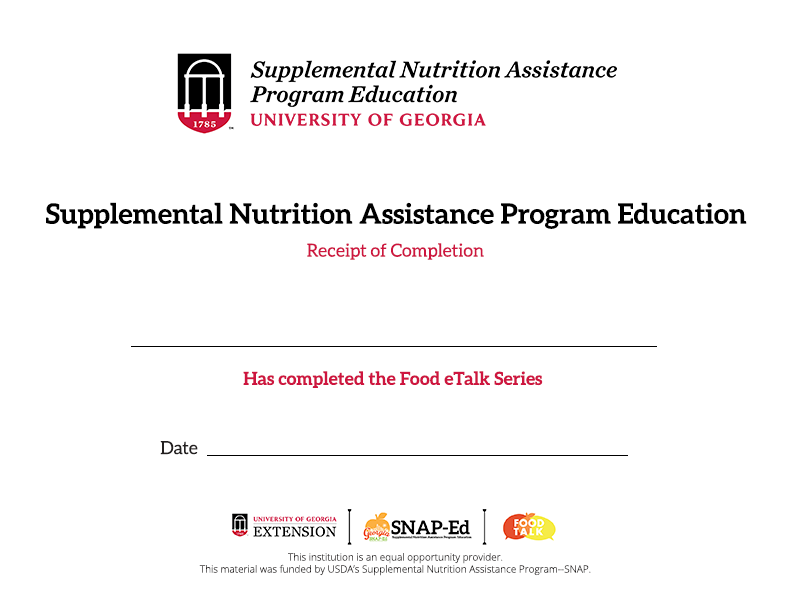 Supplemental Nutrition Assistance
Program Education
UNIVERSITY OF GEORGIA
1785
Supplemental Nutrition Assistance Program Education
Receipt of Completion
Has completed the Food eTalk Series
Date
UNIVERSITY OF GEORGIA
EXTENSION
Georgia
SNAP-Ed
SNAP-Ed
Supplemental Nutrition Assistance Program Education
FOOD
TALK
This institution is an equal opportunity provider.
This material was funded by USDA's Supplemental Nutrition Assistance Program--SNAP.